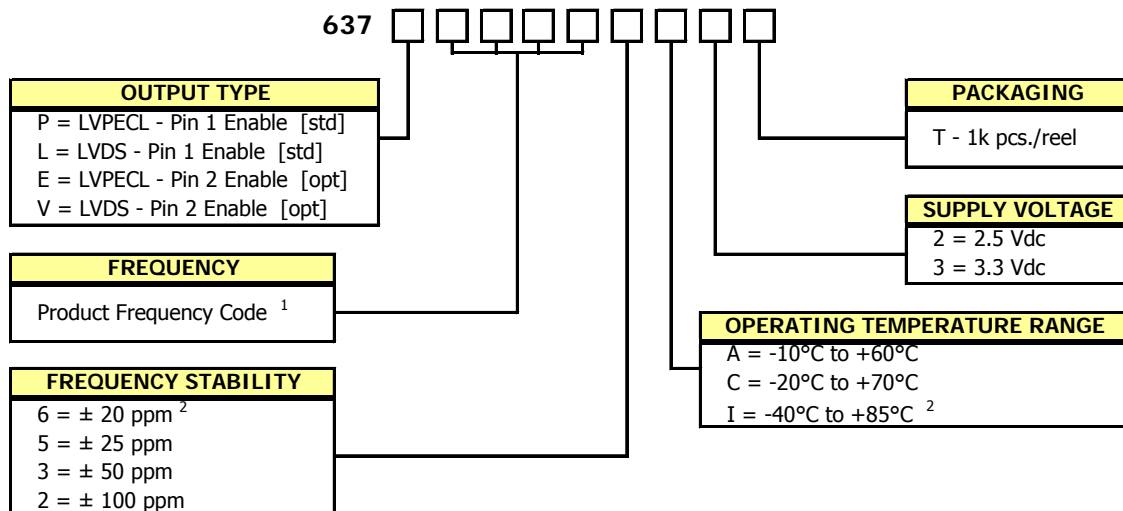 637
OUTPUT TYPE
P = LVPECL - Pin 1 Enable [std]
L = LVDS - Pin 1 Enable [std]
E = LVPECL - Pin 2 Enable [opt]
V = LVDS - Pin 2 Enable [opt]
FREQUENCY
Product Frequency Code 1
FREQUENCY STABILITY
6 = ± 20 ppm 2
5 = ± 25 ppm
3 = ± 50 ppm
2 = ± 100 ppm
PACKAGING
T - 1k pcs./reel
SUPPLY VOLTAGE
2 = 2.5 Vdc
3 = 3.3 Vdc
OPERATING TEMPERATURE RANGE
A = -10°C to +60°C
C = -20°C to +70°C
I = -40°C to +85°C 2